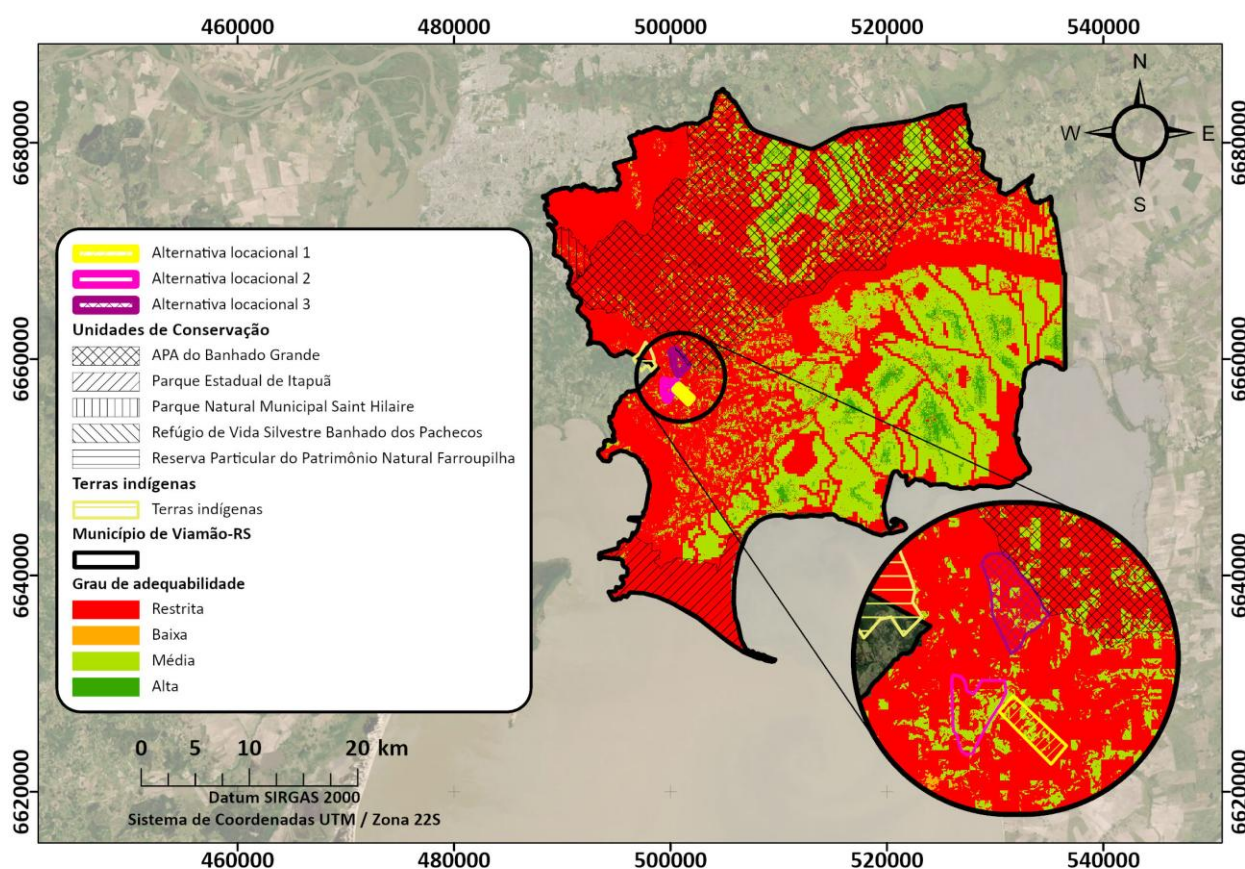 460000
480000
500000
520000
540000
N
W
E
S
6680000
6680000
6660000
6660000
6640000
6640000
6620000
6620000
Alternativa locacional 1
Alternativa locacional 2
Alternativa locacional 3
Unidades de Conservação
APA do Banhado Grande
Parque Estadual de Itapuã
Parque Natural Municipal Saint Hilaire
Refúgio de Vida Silvestre Banhado dos Pachecos
Reserva Particular do Patrimônio Natural Farroupilha
Terras indígenas
Terras indígenas
Município de Viamão-RS
Grau de adequabilidade
Restrita
Baixa
Média
Alta
0 5 10 20 km
Datum SIRGAS 2000
Sistema de Coordenadas UTM / Zona 22S
460000
480000
500000
520000
540000